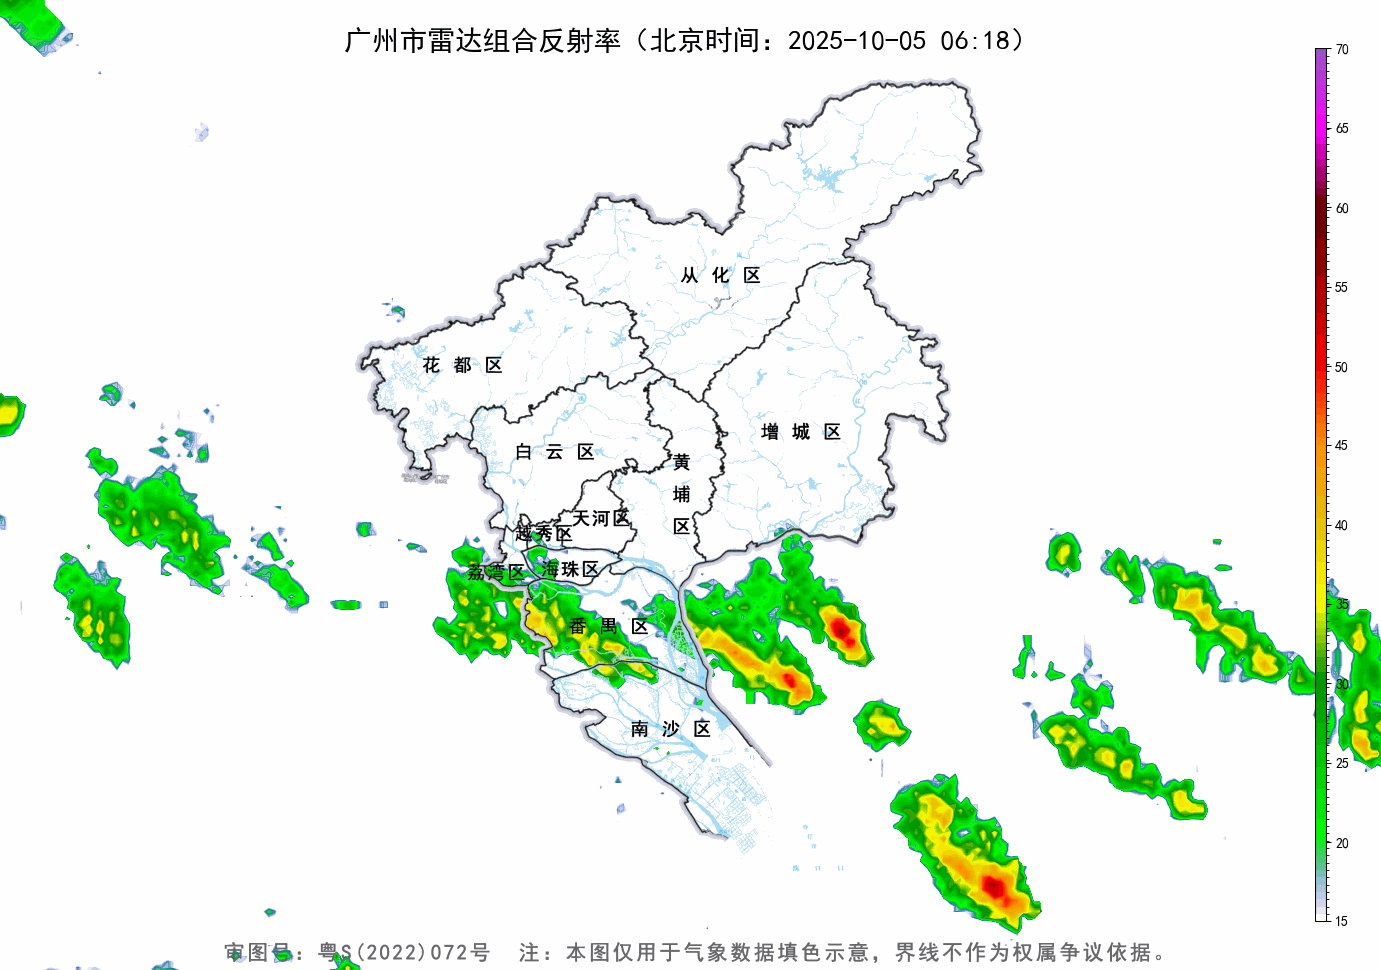 广州市雷达组合反射率（北京时间：2025-10-05 06:18）
70
65
60
55
50
45
40
35
30
25
20
15
从化区
花都区
增城区
白云区
黄埔区
天河区
越秀区
海珠区
荔湾区
番禺区
南沙区
审图号：粤S(2022)072号 注：本图仅用于气象数据填色示意，界线不作为权属争议依据。